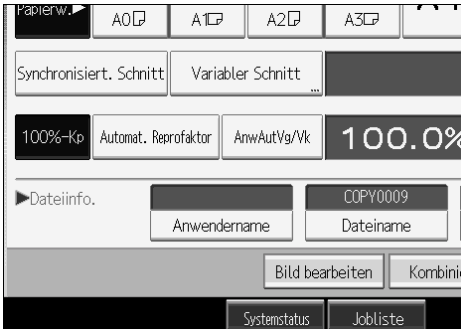 Papierw.▶ A0 A1 A2 A3
Synchronisiert. Schnitt Variabler Schnitt ...
100%-Kp Automat. Reprofaktor AnwAutVg/Vk 100.0%
▶Dateiinfo. COPY0009
Anwendername Dateiname
Bild bearbeiten Kombini
Systemstatus Jobliste